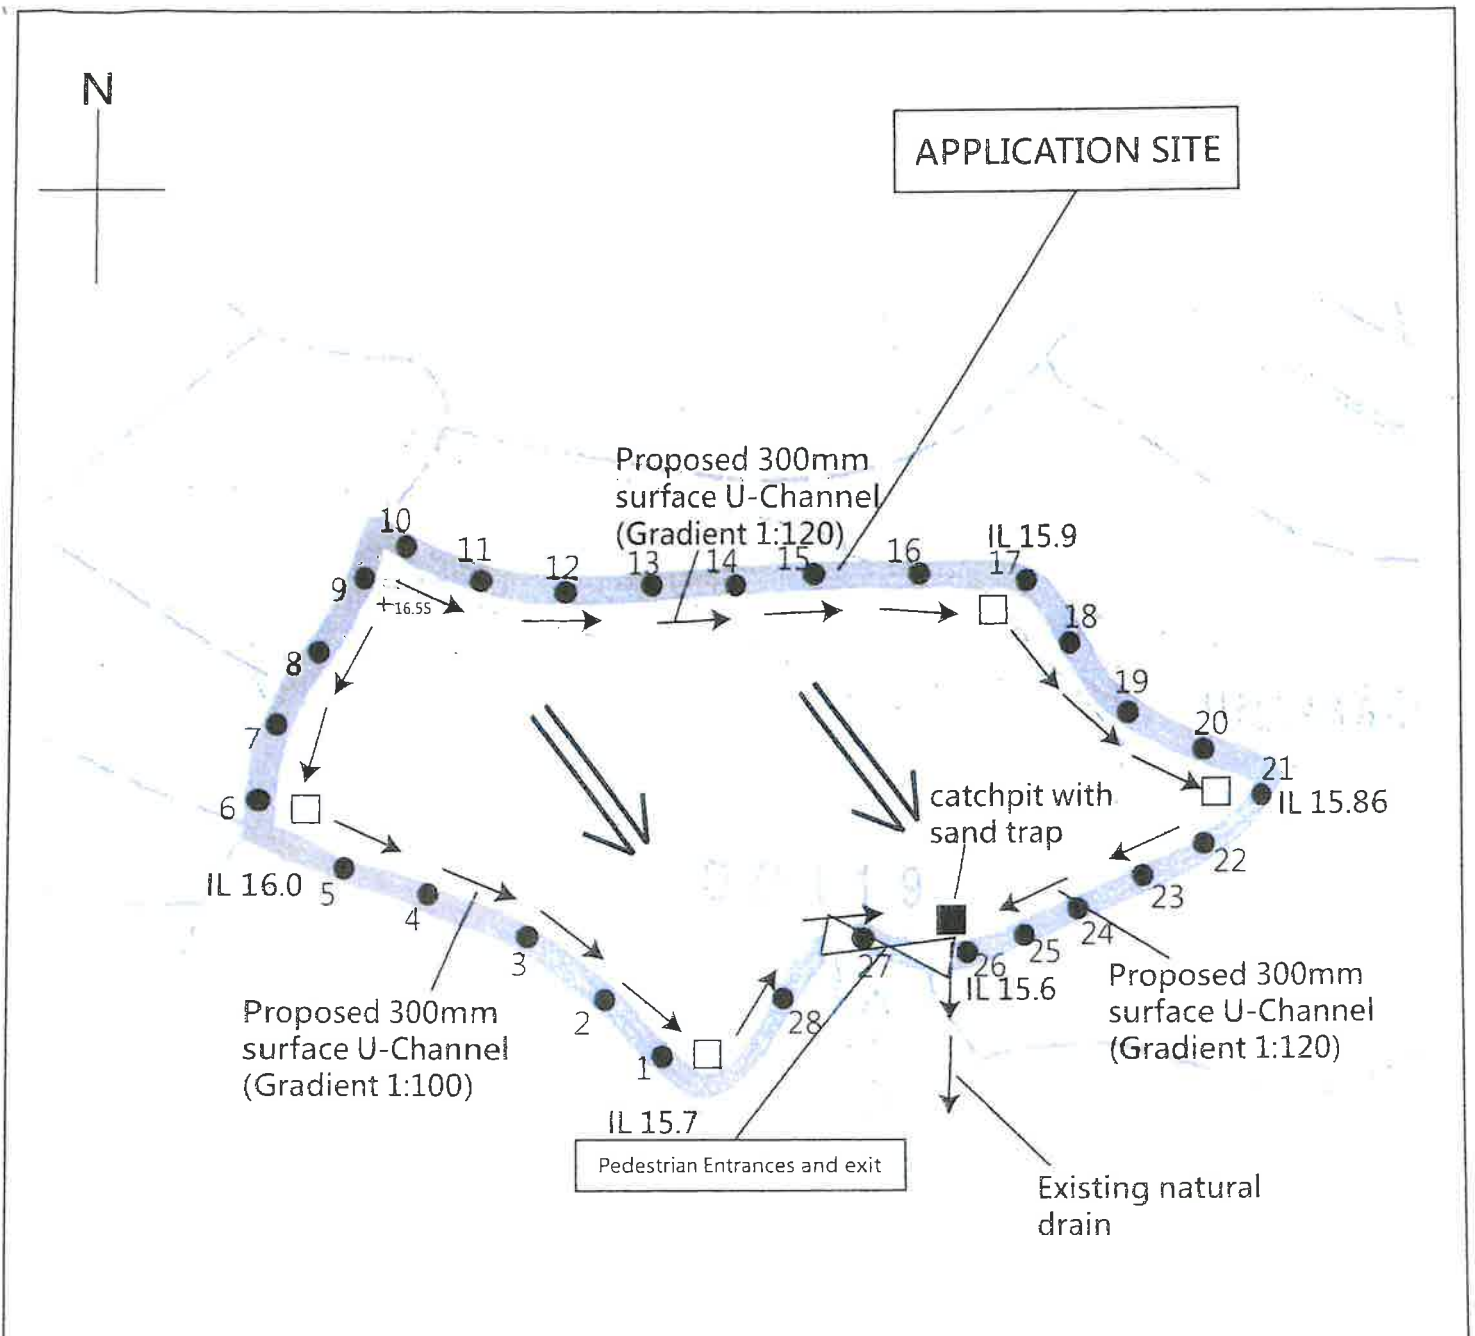 N
APPLICATION SITE
Proposed 300mm
surface U-Channel
(Gradient 1:120)
IL 15.9
10
11
12
13
14
15
16
17
9
+16.55
18
8
19
7
20
21
6
IL 15.86
catchpit with
sand trap
22
IL 16.0
5
4
23
24
3
25
27
26
IL 15.6
Proposed 300mm
surface U-Channel
(Gradient 1:120)
Proposed 300mm
surface U-Channel
(Gradient 1:100)
2
28
1
IL 15.7
Pedestrian Entrances and exit
Existing natural
drain